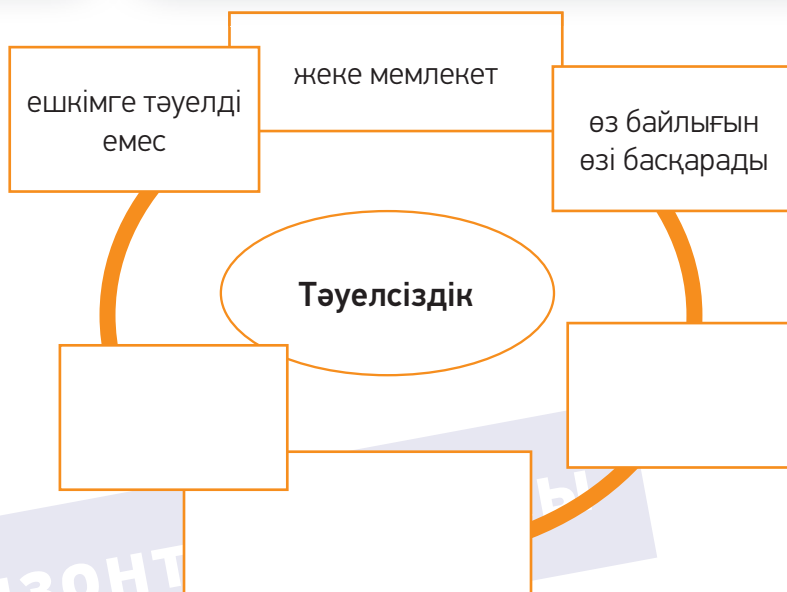 жеке мемлекет
ешкімге тәуелді
емес
өз байлығын
өзі басқарады
Тәуелсіздік